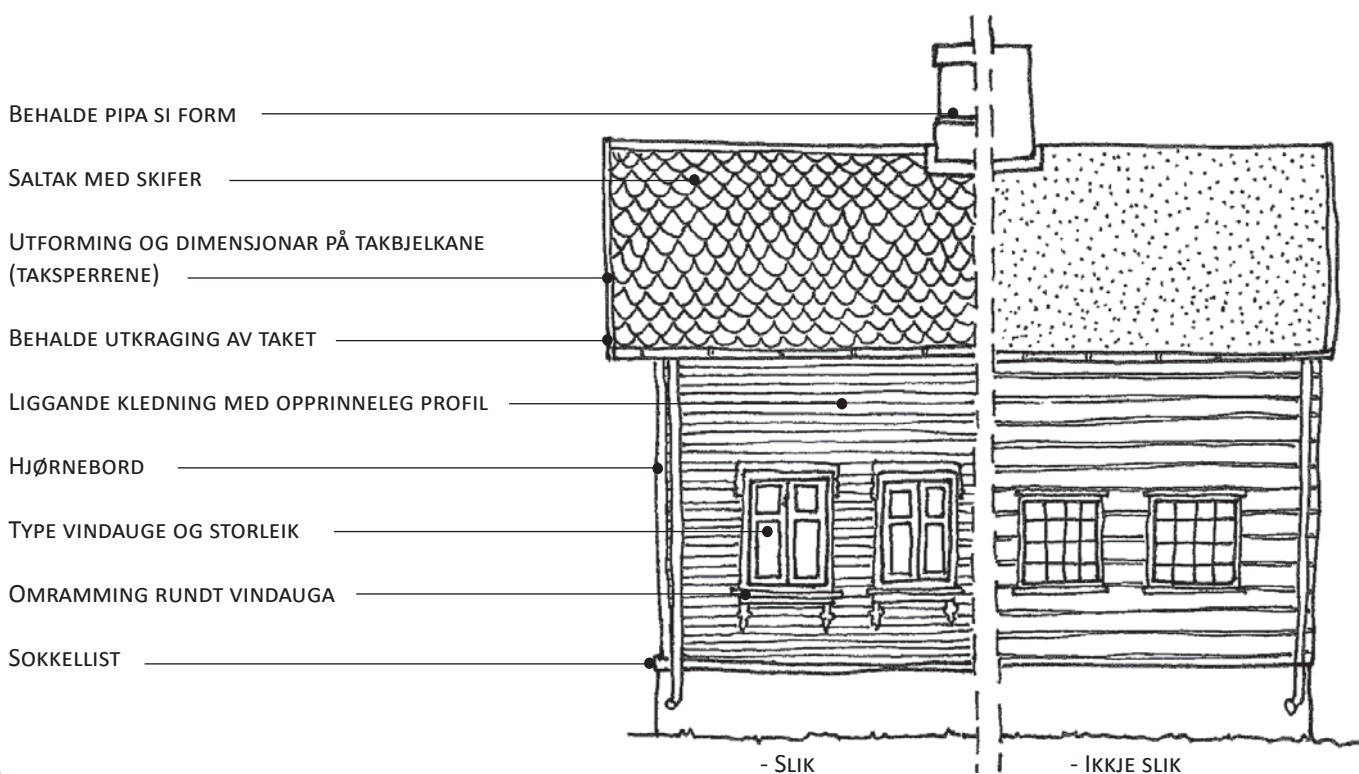 Behalde pipa si form
Saltak med skifer
Utforming og dimensjonar på takbjelkane
(taksperrene)
Behalde utkraging av taket
Liggande kledning med opprinneleg profil
Hjørnebord
Type vindauge og storleik
Omramming rundt vindauga
Sokkellist
- Slik
- Ikkje slik